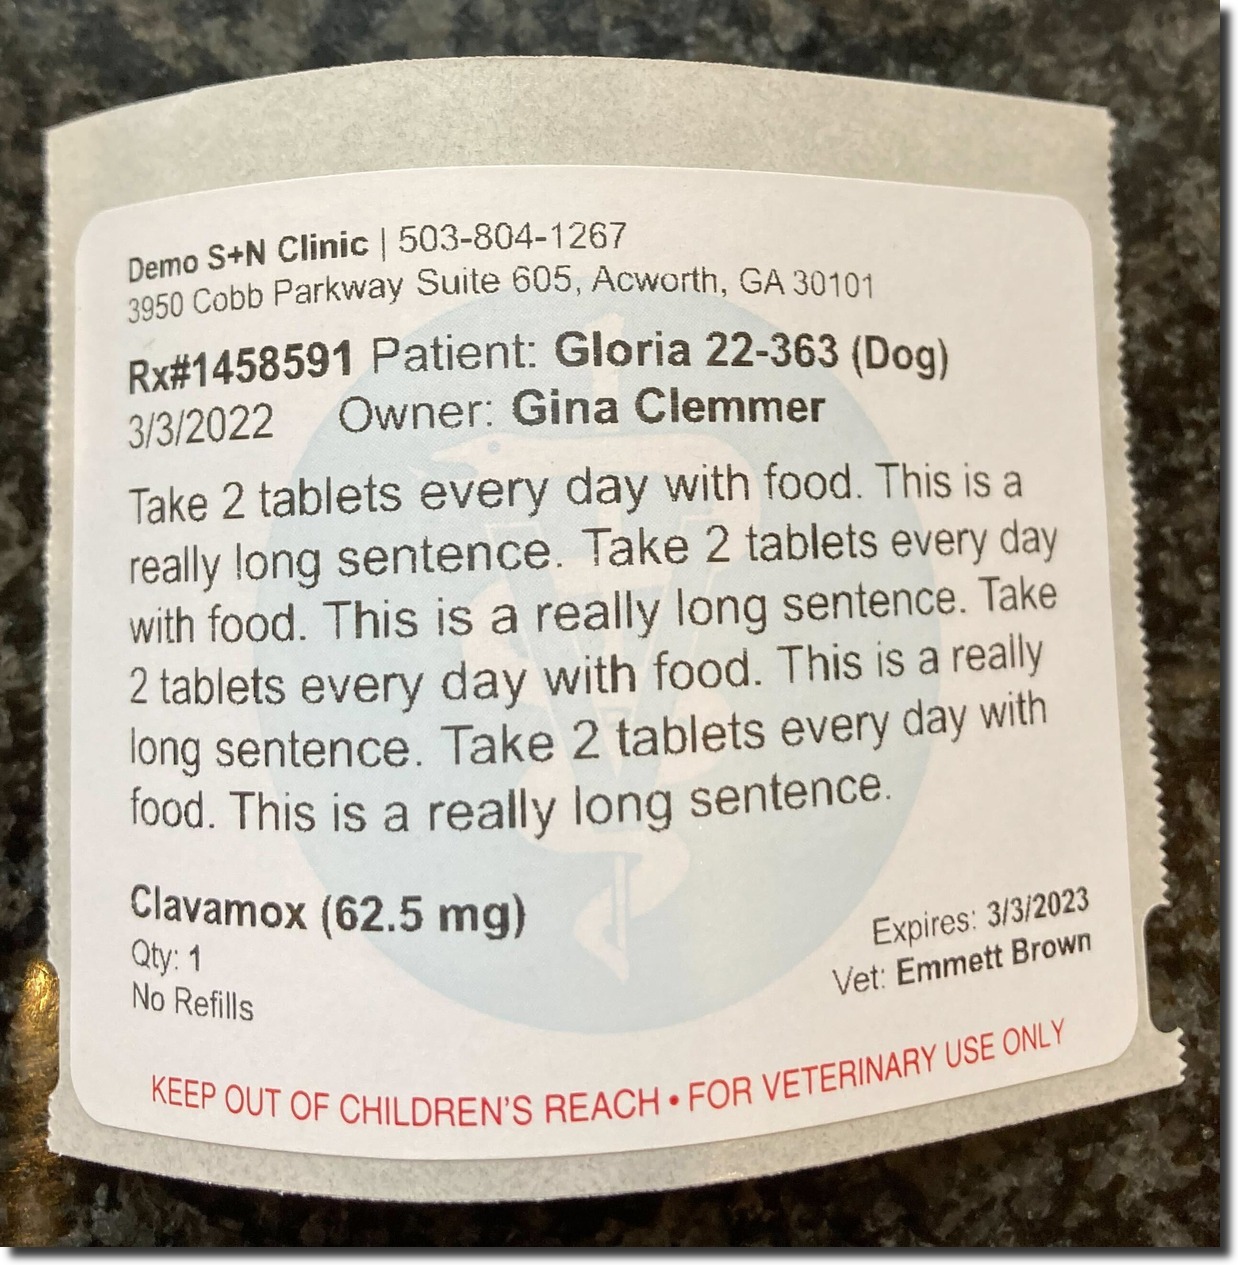 Demo S+N Clinic | 503-804-1267
3950 Cobb Parkway Suite 605, Acworth, GA 30101
Rx#1458591 Patient: Gloria 22-363 (Dog)
3/3/2022 Owner: Gina Clemmer
Take 2 tablets every day with food. This is a
really long sentence. Take 2 tablets every day
with food. This is a really long sentence. Take
2 tablets every day with food. This is a really
long sentence. Take 2 tablets every day with
food. This is a really long sentence.
Clavamox (62.5 mg)
Qty: 1
No Refills
Expires: 3/3/2023
Vet: Emmett Brown
KEEP OUT OF CHILDREN'S REACH • FOR VETERINARY USE ONLY